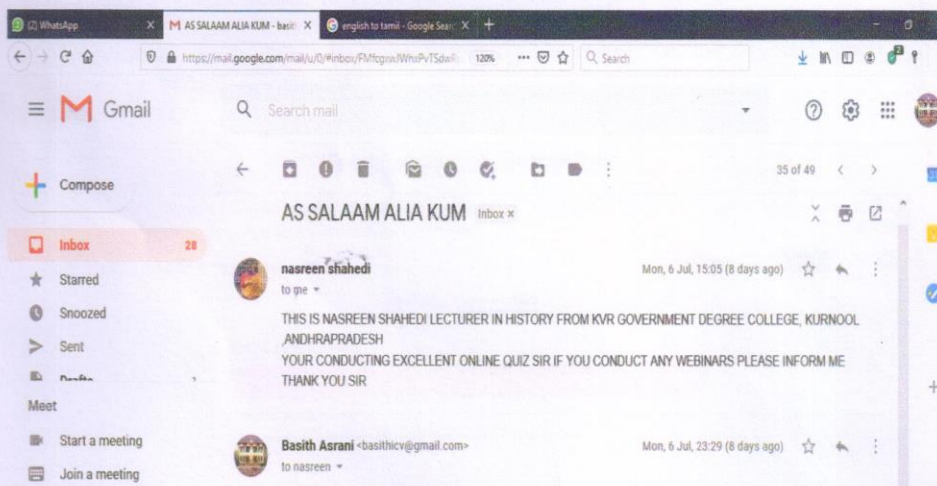 (2) WhatsApp
AS SALAAM ALIA KUM - basi
english to tamil - Google Sear
https://mail.google.com/mail/u/0/#inbox/
120%
Search
Gmail
Search mail
Compose
35 of 49
AS SALAAM ALIA KUM Inbox x
Inbox 28
Starred
Snoozed
Sent
Drafts
Meet
Start a meeting
Join a meeting
nasreen shahedi Mon, 6 Jul, 15:05 (8 days ago)
to me
THIS IS NASREEN SHAHEDI LECTURER IN HISTORY FROM KVR GOVERNMENT DEGREE COLLEGE, KURNOOL
,ANDHRAPRADESH
YOUR CONDUCTING EXCELLENT ONLINE QUIZ SIR IF YOU CONDUCT ANY WEBINARS PLEASE INFORM ME
THANK YOU SIR
Basith Asrani <basithicv@gmail.com> Mon, 6 Jul, 23:29 (8 days ago)
to nasreen